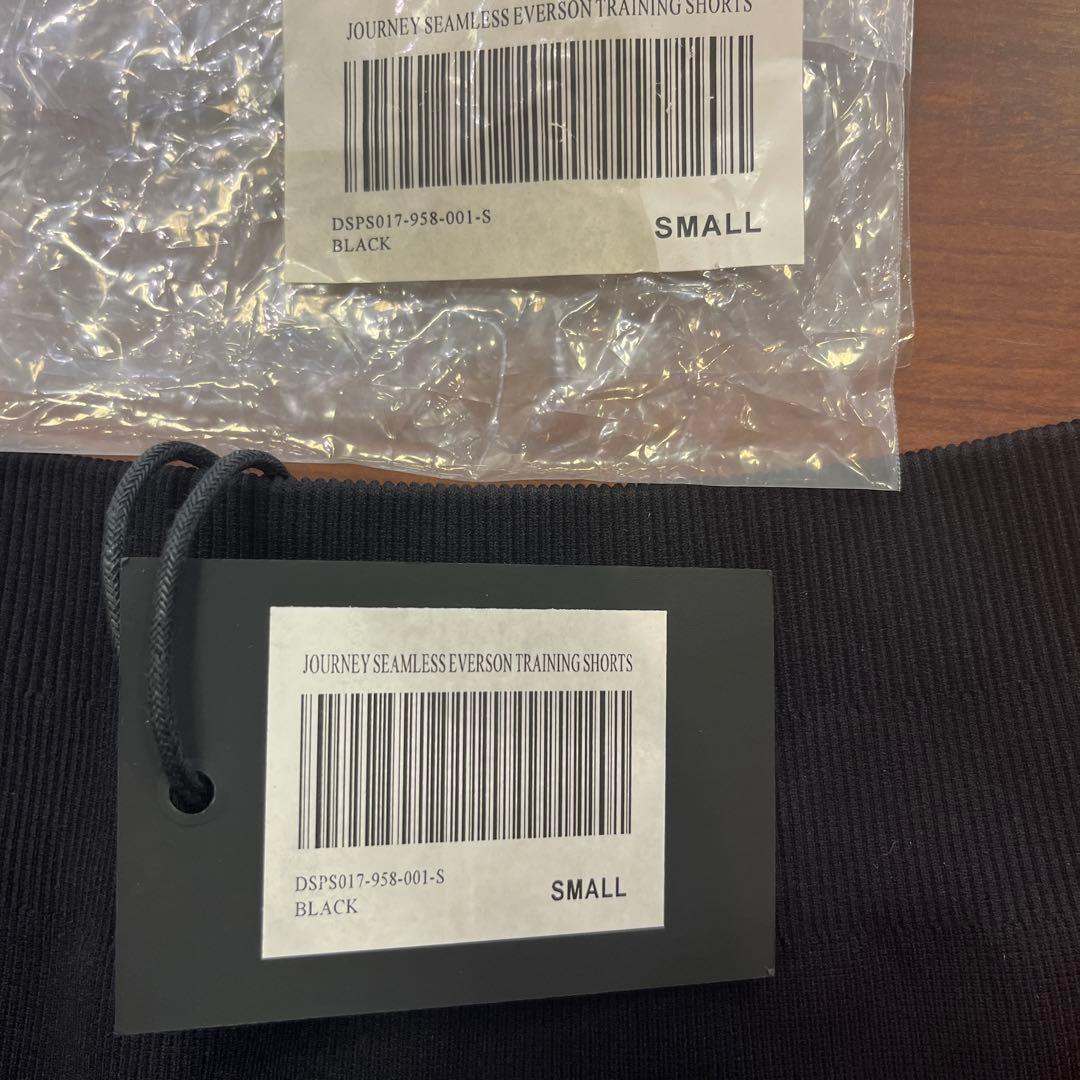 JOURNEY SEAMLESS EVERSON TRAINING SHORTS
DSPS017-958-001-S
BLACK
SMALL
JOURNEY SEAMLESS EVERSON TRAINING SHORTS
DSPS017-958-001-S
BLACK
SMALL